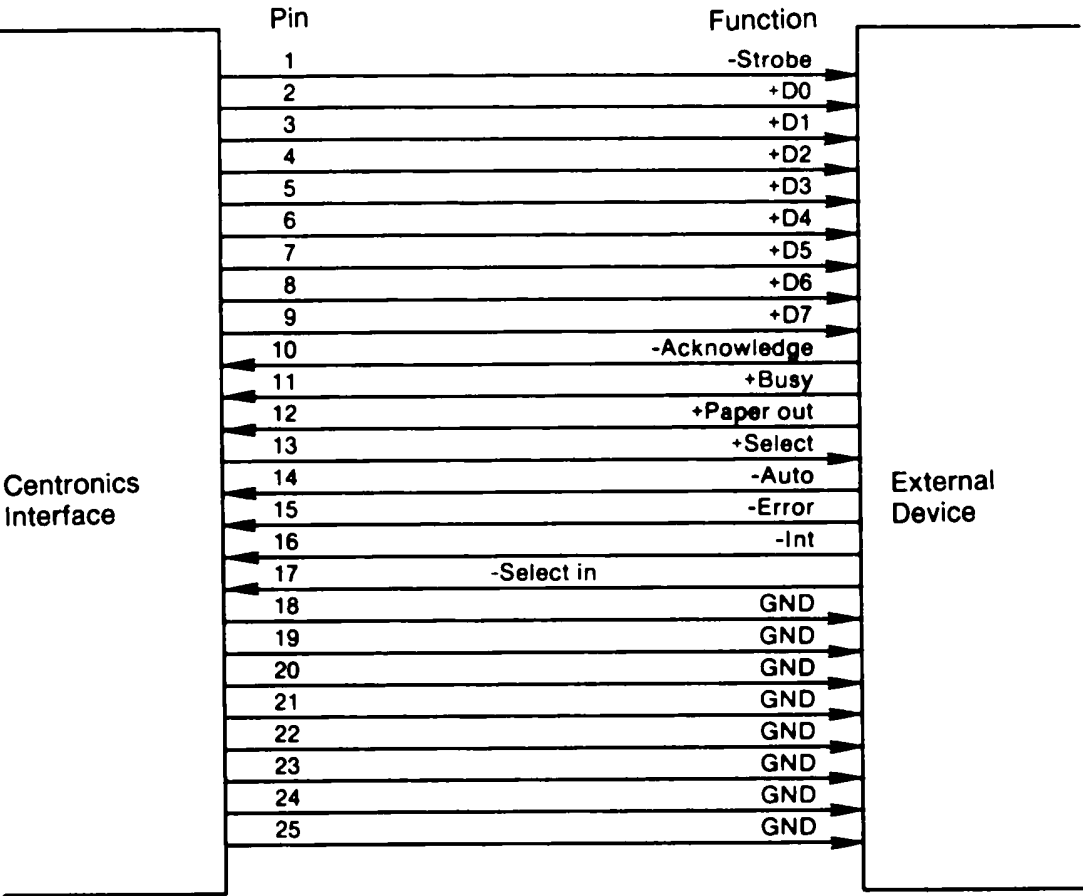 Pin Function
1 -Strobe
2 +D0
3 +D1
4 +D2
5 +D3
6 +D4
7 +D5
8 +D6
9 +D7
10 -Acknowledge
11 +Busy
12 +Paper out
13 +Select
14 -Auto
15 -Error
16 -Int
17 -Select in
18 GND
19 GND
20 GND
21 GND
22 GND
23 GND
24 GND
25 GND
Centronics
Interface
External
Device